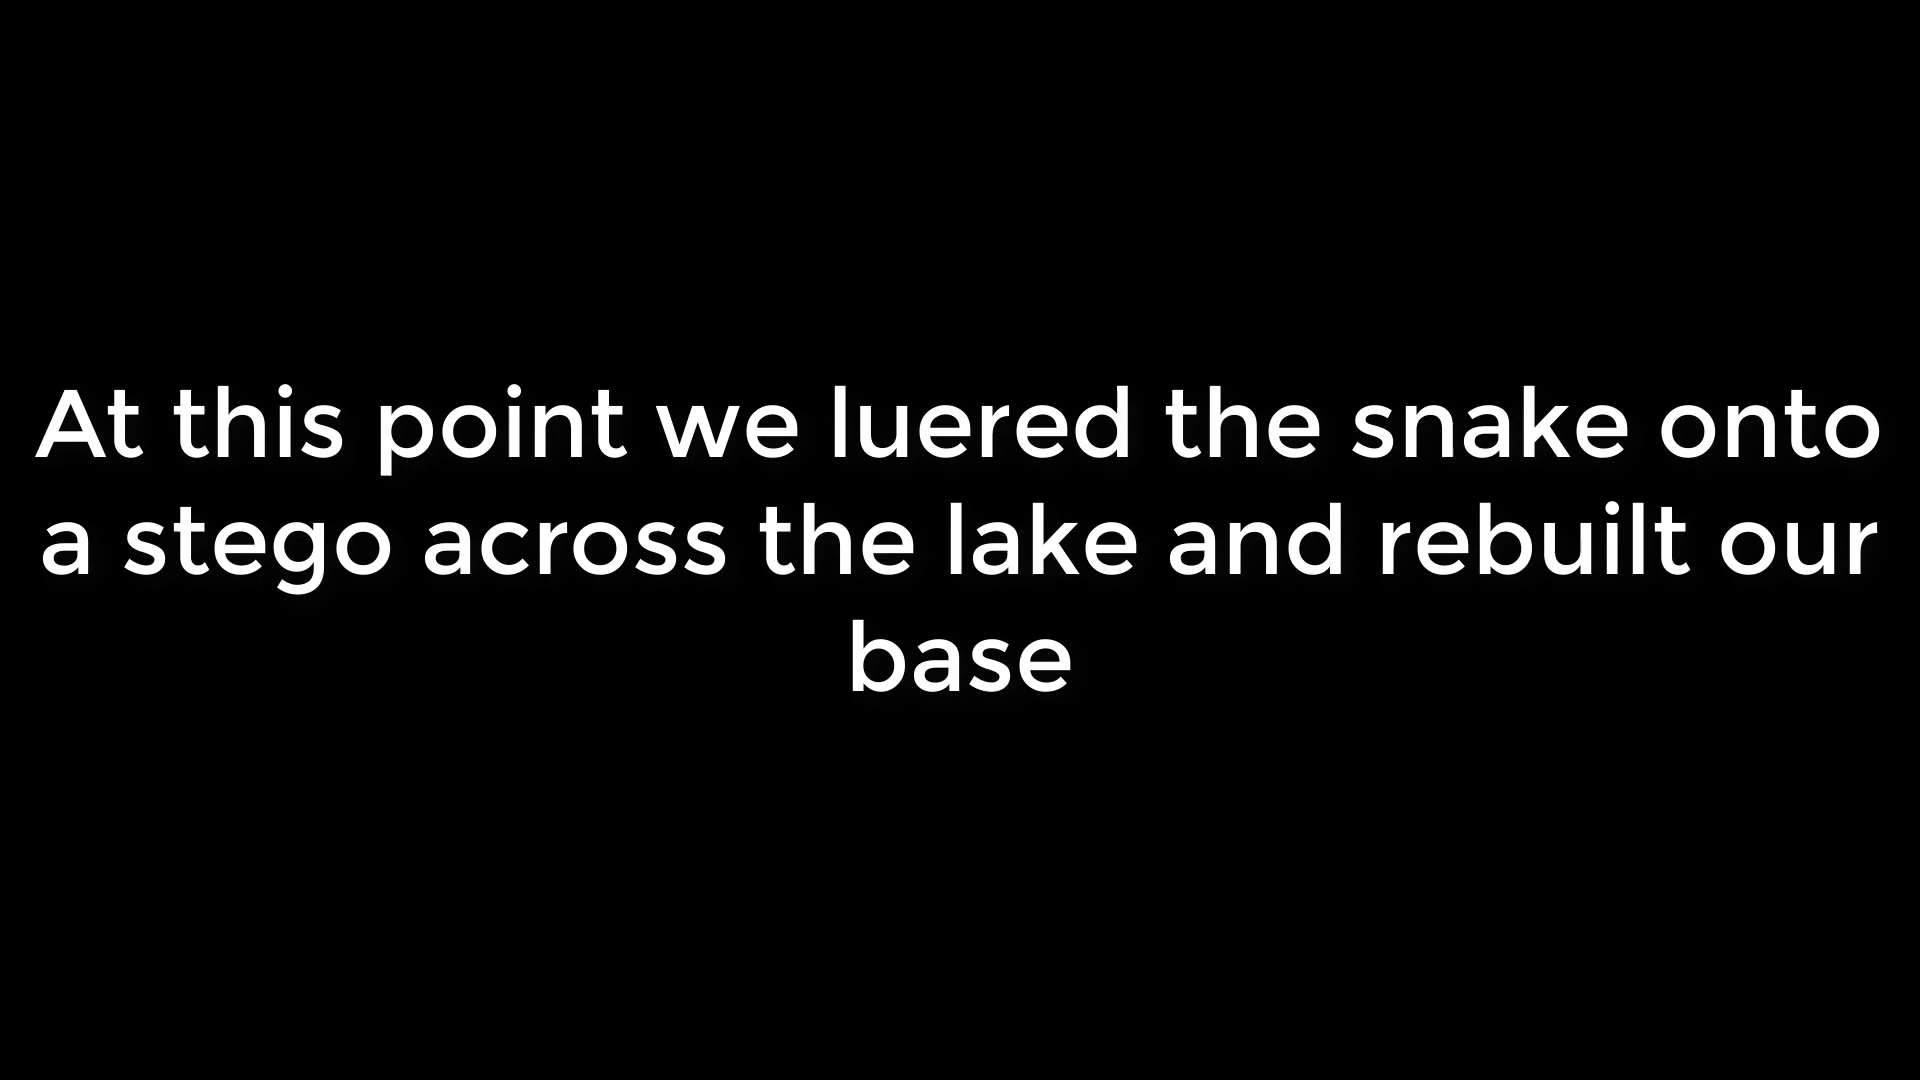 At this point we luered the snake onto
a stego across the lake and rebuilt our
base